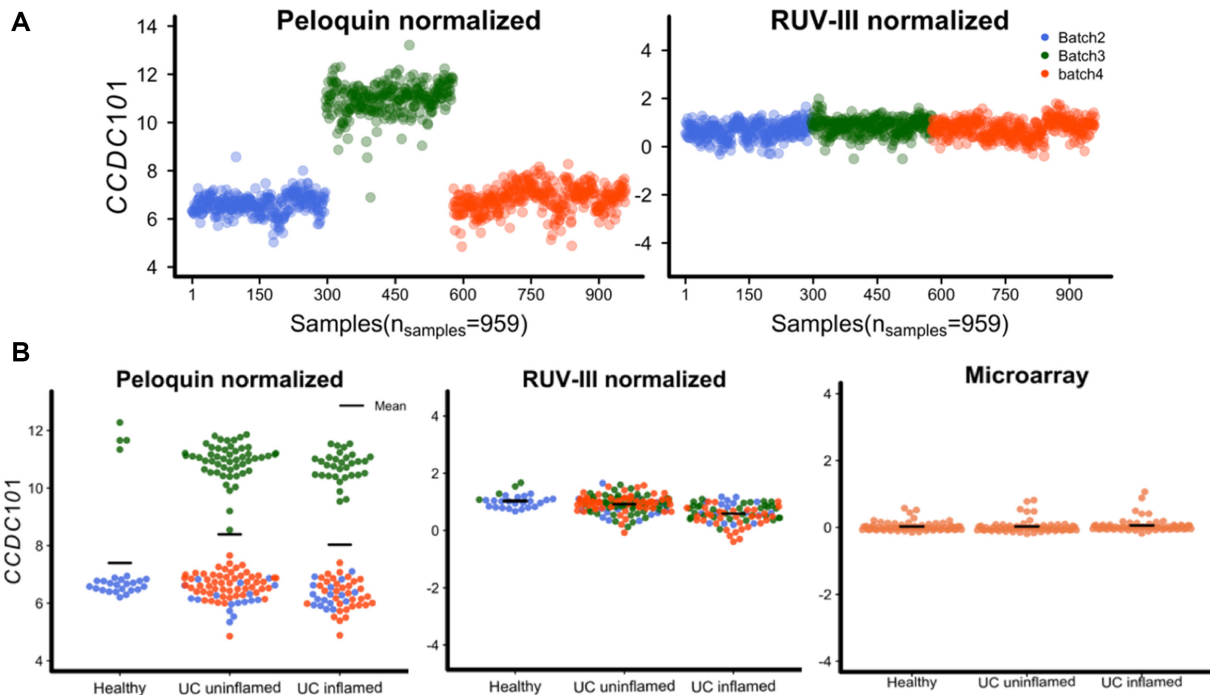 A
Peloquin normalized
RUV-III normalized
CCDC101
14
12
10
8
6
4
1 150 300 450 600 750 900
Samples(nsamples=959)
4
2
0
-2
-4
1 150 300 450 600 750 900
Samples(nsamples=959)
Batch2
Batch3
batch4
B
Peloquin normalized
Mean
CCDC101
12
10
8
6
4
Healthy UC uninflamed UC inflamed
RUV-III normalized
4
2
0
-2
-4
Healthy UC uninflamed UC inflamed
Microarray
4
2
0
-2
-4
Healthy UC uninflamed UC inflamed